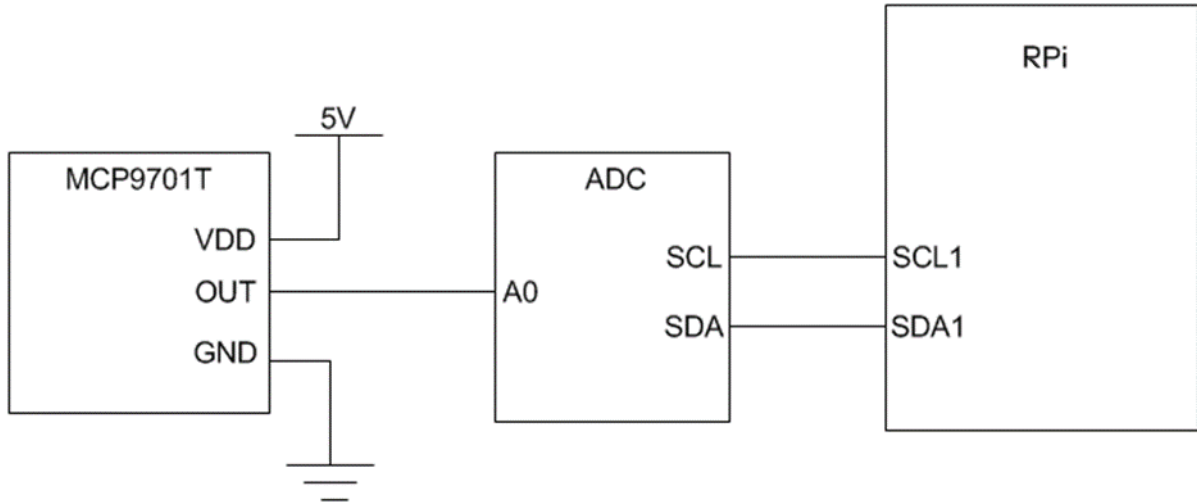 RPi
5V
MCP9701T
ADC
VDD
SCL
SCL1
OUT
A0
SDA
SDA1
GND